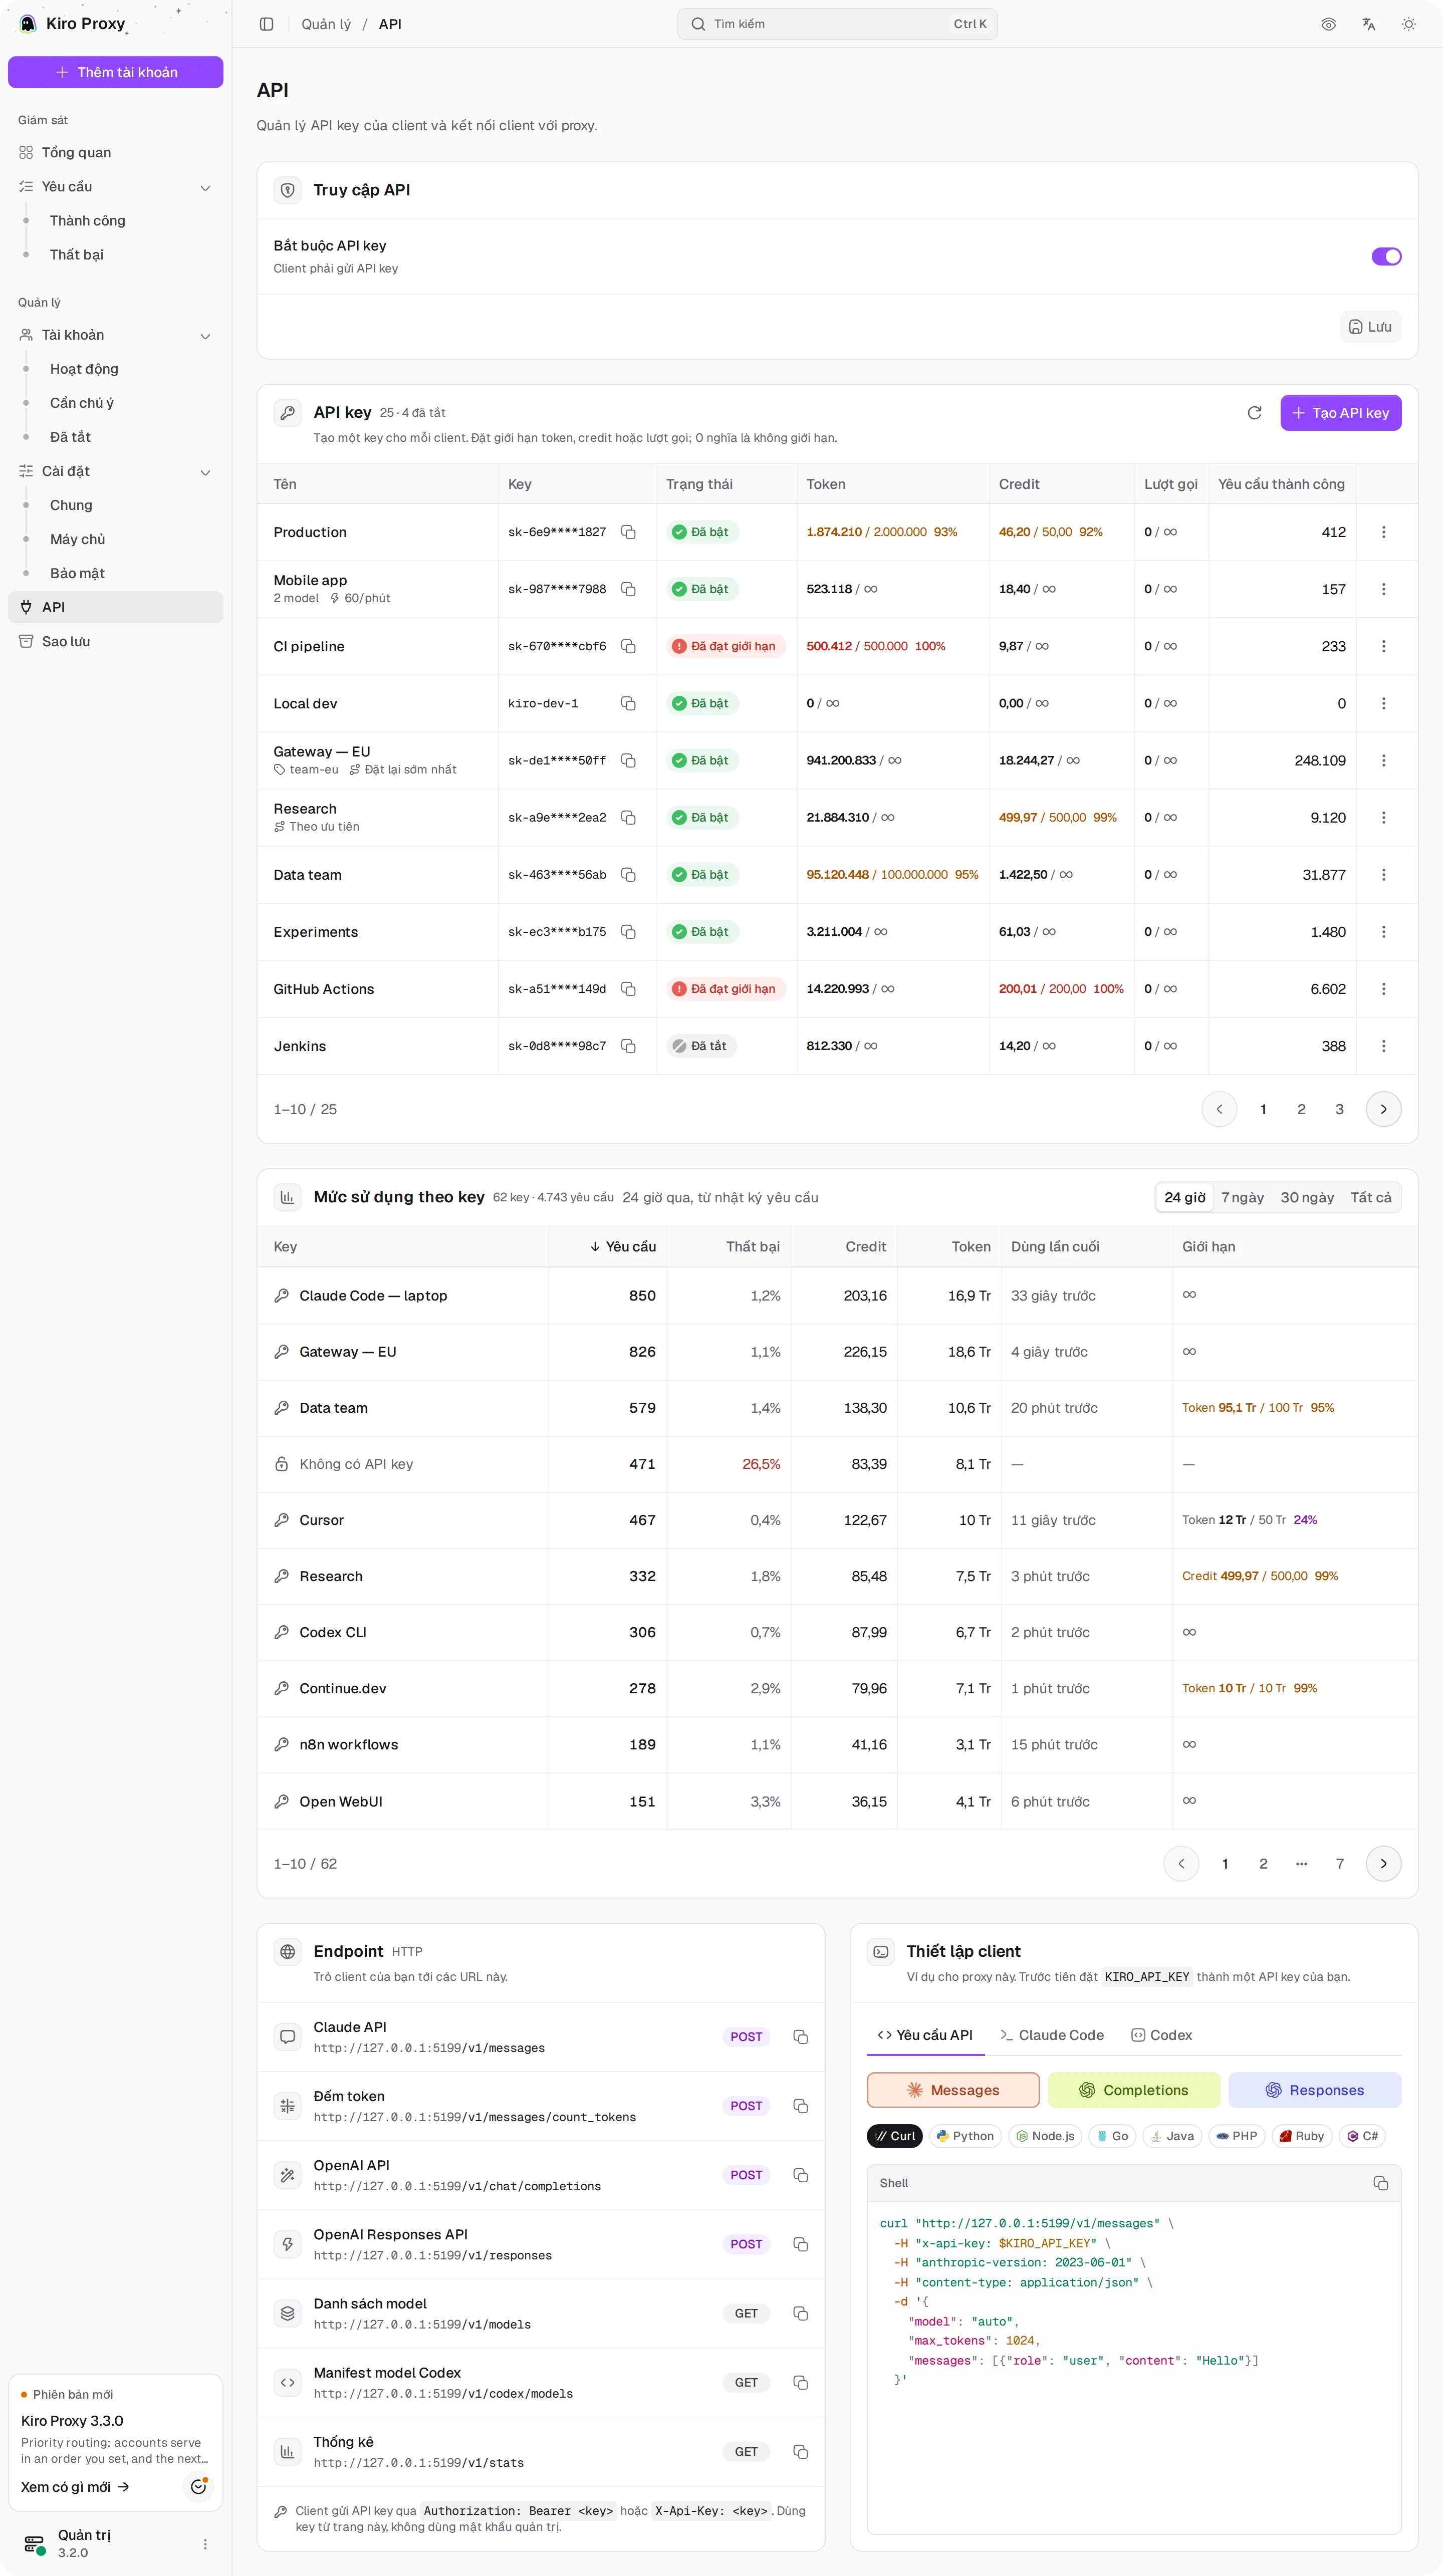 Kiro Proxy
Thêm tài khoản
Giám sát
Tổng quan
Yêu cầu
Thành công
Thất bại
Quản lý
Tài khoản
Hoạt động
Cần chú ý
Đã tắt
Cài đặt
Chung
Máy chủ
Bảo mật
API
Sao lưu
Phiên bản mới
Kiro Proxy 3.3.0
Priority routing: accounts serve
in an order you set, and the next...
Xem có gì mới →
Quản trị
3.2.0
Quản lý / API
Tìm kiếm Ctrl K
API
Quản lý API key của client và kết nối client với proxy.
Truy cập API
Bắt buộc API key
Client phải gửi API key
Lưu
API key 25 · 4 đã tắt
Tạo API key
Tạo một key cho mỗi client. Đặt giới hạn token, credit hoặc lượt gọi; 0 nghĩa là không giới hạn.
Tên Key Trạng thái Token Credit Lượt gọi Yêu cầu thành công
Production sk-6e9****1827 Đã bật 1.874.210 / 2.000.000 93% 46,20 / 50,00 92% 0 / ∞ 412
Mobile app
2 model 60/phút
sk-987****7988 Đã bật 523.118 / ∞ 18,40 / ∞ 0 / ∞ 157
CI pipeline sk-670****cbf6 Đã đạt giới hạn 500.412 / 500.000 100% 9,87 / ∞ 0 / ∞ 233
Local dev kiro-dev-1 Đã bật 0 / ∞ 0,00 / ∞ 0 / ∞ 0
Gateway — EU
team-eu Đặt lại sớm nhất
sk-de1****50ff Đã bật 941.200.833 / ∞ 18.244,27 / ∞ 0 / ∞ 248.109
Research
Theo ưu tiên
sk-a9e****2ea2 Đã bật 21.884.310 / ∞ 499,97 / 500,00 99% 0 / ∞ 9.120
Data team sk-463****56ab Đã bật 95.120.448 / 100.000.000 95% 1.422,50 / ∞ 0 / ∞ 31.877
Experiments sk-ec3****b175 Đã bật 3.211.004 / ∞ 61,03 / ∞ 0 / ∞ 1.480
GitHub Actions sk-a51****149d Đã đạt giới hạn 14.220.993 / ∞ 200,01 / 200,00 100% 0 / ∞ 6.602
Jenkins sk-0d8****98c7 Đã tắt 812.330 / ∞ 14,20 / ∞ 0 / ∞ 388
1–10 / 25 1 2 3
Mức sử dụng theo key 62 key · 4.743 yêu cầu 24 giờ qua, từ nhật ký yêu cầu
24 giờ 7 ngày 30 ngày Tất cả
Key ↓ Yêu cầu Thất bại Credit Token Dùng lần cuối Giới hạn
Claude Code — laptop 850 1,2% 203,16 16,9 Tr 33 giây trước ∞
Gateway — EU 826 1,1% 226,15 18,6 Tr 4 giây trước ∞
Data team 579 1,4% 138,30 10,6 Tr 20 phút trước Token 95,1 Tr / 100 Tr 95%
Không có API key 471 26,5% 83,39 8,1 Tr — —
Cursor 467 0,4% 122,67 10 Tr 11 giây trước Token 12 Tr / 50 Tr 24%
Research 332 1,8% 85,48 7,5 Tr 3 phút trước Credit 499,97 / 500,00 99%
Codex CLI 306 0,7% 87,99 6,7 Tr 2 phút trước ∞
Continue.dev 278 2,9% 79,96 7,1 Tr 1 phút trước Token 10 Tr / 10 Tr 99%
n8n workflows 189 1,1% 41,16 3,1 Tr 15 phút trước ∞
Open WebUI 151 3,3% 36,15 4,1 Tr 6 phút trước ∞
1–10 / 62 1 2 ··· 7
Endpoint HTTP
Trỏ client của bạn tới các URL này.
Claude API
http://127.0.0.1:5199/v1/messages
POST
Đếm token
http://127.0.0.1:5199/v1/messages/count_tokens
POST
OpenAI API
http://127.0.0.1:5199/v1/chat/completions
POST
OpenAI Responses API
http://127.0.0.1:5199/v1/responses
POST
Danh sách model
http://127.0.0.1:5199/v1/models
GET
Manifest model Codex
http://127.0.0.1:5199/v1/codex/models
GET
Thống kê
http://127.0.0.1:5199/v1/stats
GET
Client gửi API key qua Authorization: Bearer <key> hoặc X-Api-Key: <key>. Dùng
key từ trang này, không dùng mật khẩu quản trị.
Thiết lập client
Ví dụ cho proxy này. Trước tiên đặt KIRO_API_KEY thành một API key của bạn.
Yêu cầu API Claude Code Codex
Messages Completions Responses
Curl Python Node.js Go Java PHP Ruby C#
Shell
curl "http://127.0.0.1:5199/v1/messages" \
-H "x-api-key: $KIRO_API_KEY" \
-H "anthropic-version: 2023-06-01" \
-H "content-type: application/json" \
-d '{
"model": "auto",
"max_tokens": 1024,
"messages": [{"role": "user", "content": "Hello"}]
}'